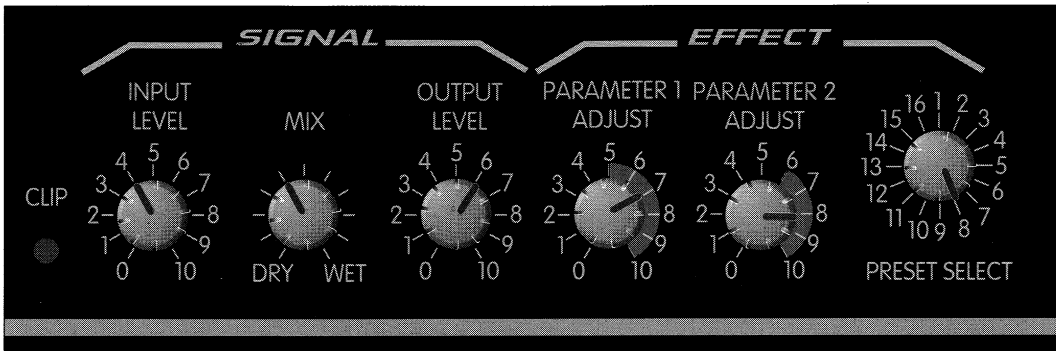 SIGNAL
EFFECT
INPUT
LEVEL
MIX
OUTPUT
LEVEL
PARAMETER 1
ADJUST
PARAMETER 2
ADJUST
CLIP
0 1 2 3 4 5 6 7 8 9 10
DRY WET
0 1 2 3 4 5 6 7 8 9 10
0 1 2 3 4 5 6 7 8 9 10
0 1 2 3 4 5 6 7 8 9 10
1 2 3 4 5 6 7 8 9 10 11 12 13 14 15 16
PRESET SELECT